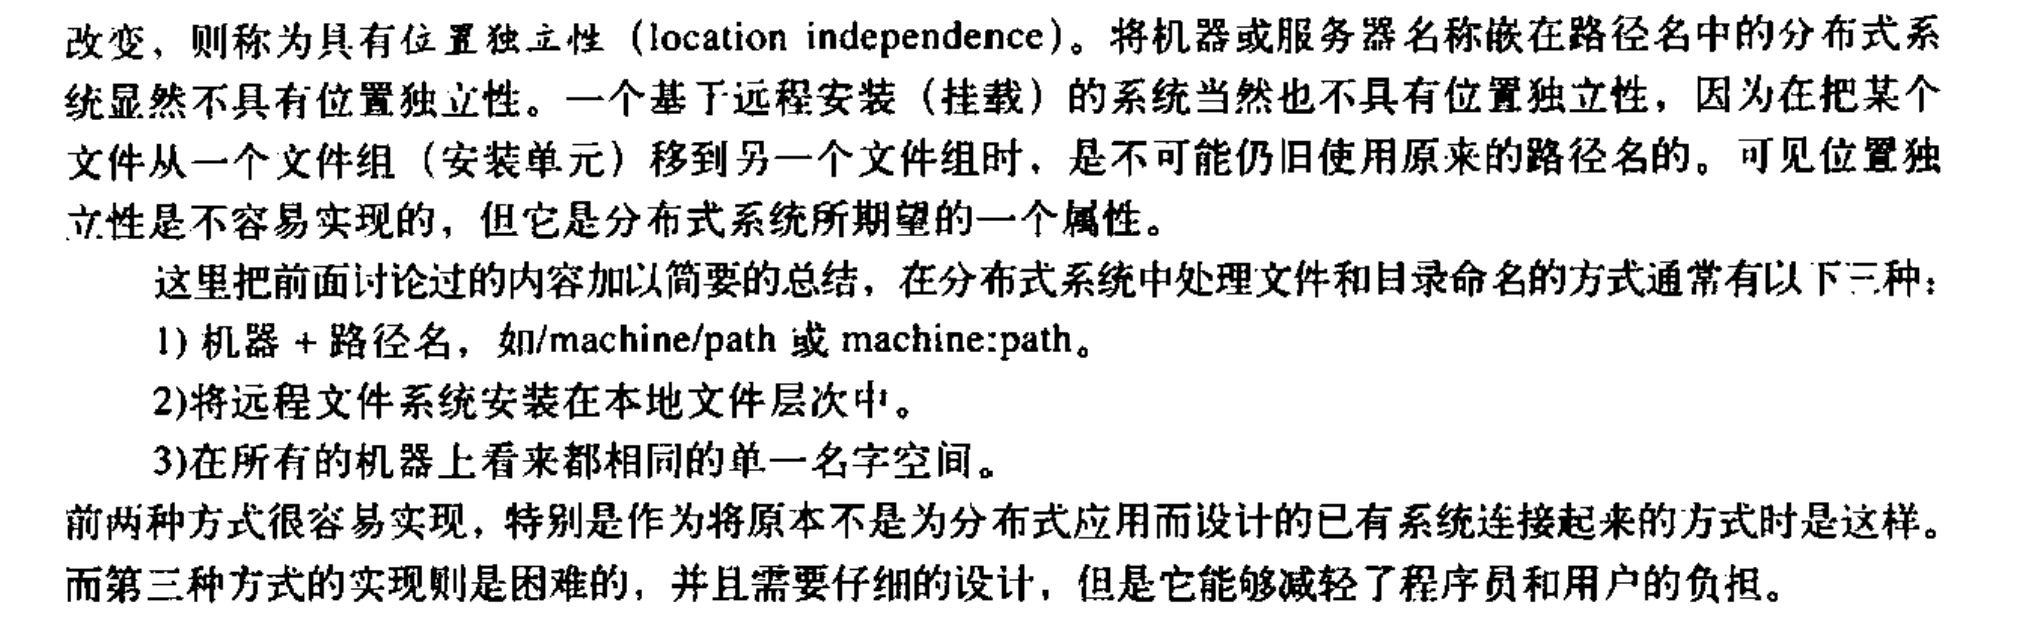 改变，则称为具有位置独立性（location independence）。将机器或服务器名称嵌在路径名中的分布式系
统显然不具有位置独立性。一个基于远程安装（挂载）的系统当然也不具有位置独立性，因为在把某个
文件从一个文件组（安装单元）移到另一个文件组时，是不可能仍旧使用原来的路径名的。可见位置独
立性是不容易实现的，但它是分布式系统所期望的一个属性。
这里把前面讨论过的内容加以简要的总结，在分布式系统中处理文件和目录命名的方式通常有以下三种：
1) 机器 + 路径名，如/machine/path 或 machine:path。
2)将远程文件系统安装在本地文件层次中。
3)在所有的机器上看来都相同的单一名字空间。
前两种方式很容易实现，特别是作为将原本不是为分布式应用而设计的已有系统连接起来的方式时是这样。
而第三种方式的实现则是困难的，并且需要仔细的设计，但是它能够减轻了程序员和用户的负担。